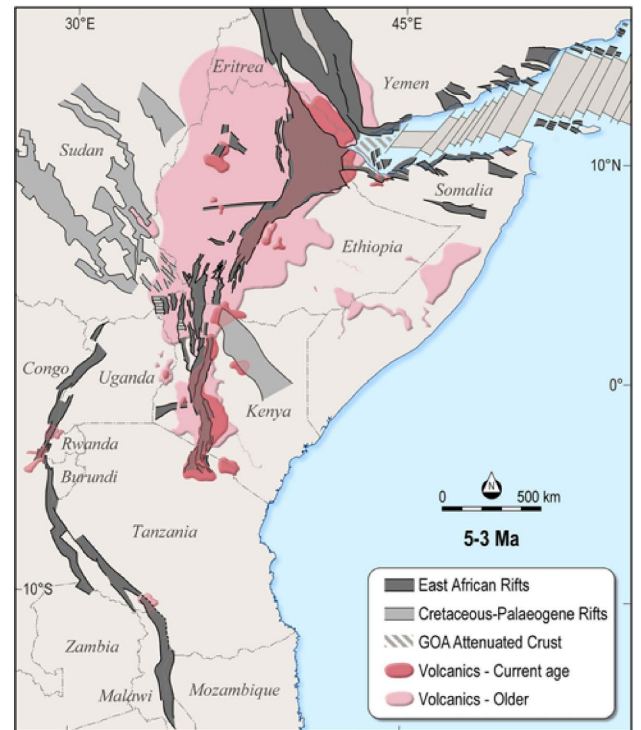 30°E
45°E
Eritrea
Yemen
Sudan
10°N
Somalia
Ethiopia
Congo
Uganda
0°
Kenya
Rwanda
Burundi
N
0 500 km
Tanzania
5-3 Ma
10°S
East African Rifts
Cretaceous-Palaeogene Rifts
GOA Attenuated Crust
Zambia
Volcanics - Current age
Malawi
Mozambique
Volcanics - Older